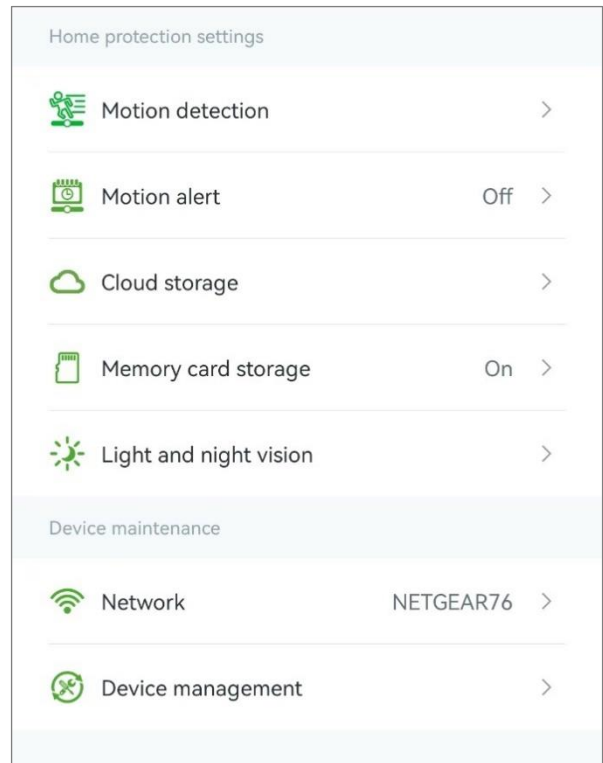 Home protection settings
Motion detection
Motion alert Off
Cloud storage
Memory card storage On
Light and night vision
Device maintenance
Network NETGEAR76
Device management